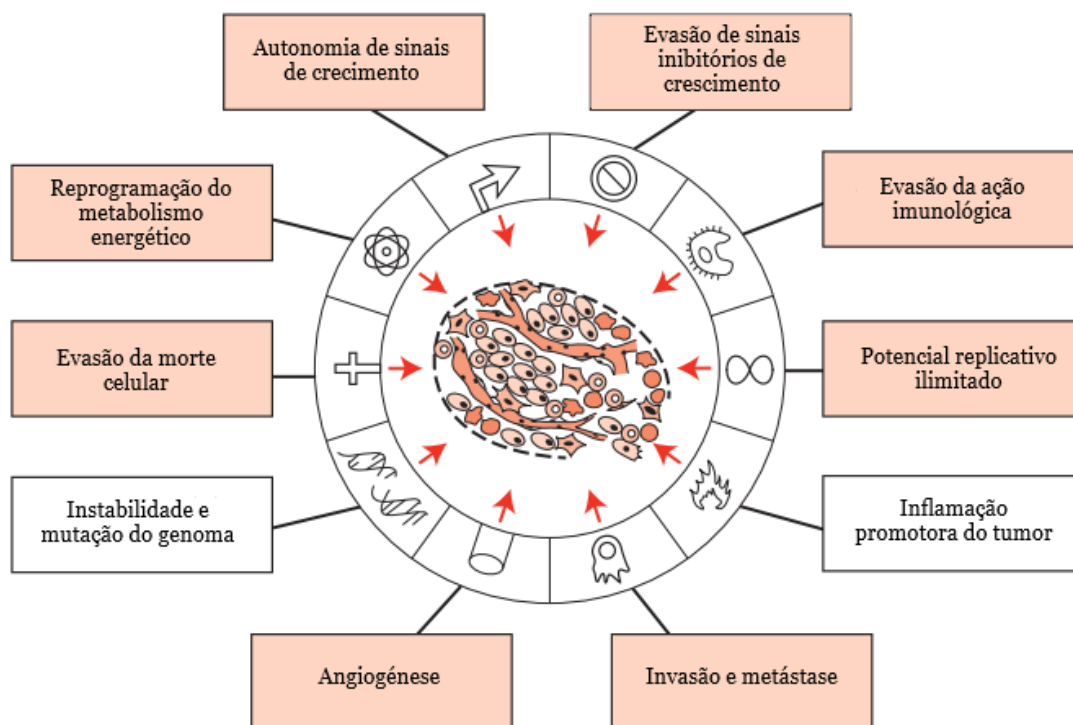 Autonomia de sinais
de crecimento
Evasão de sinais
inibitórios de
crescimento
Reprogramação do
metabolismo
energético
Evasão da ação
imunológica
Evasão da morte
celular
Potencial replicativo
ilimitado
Instabilidade e
mutação do genoma
Inflamação
promotora do tumor
Angiogénese
Invasão e metástase